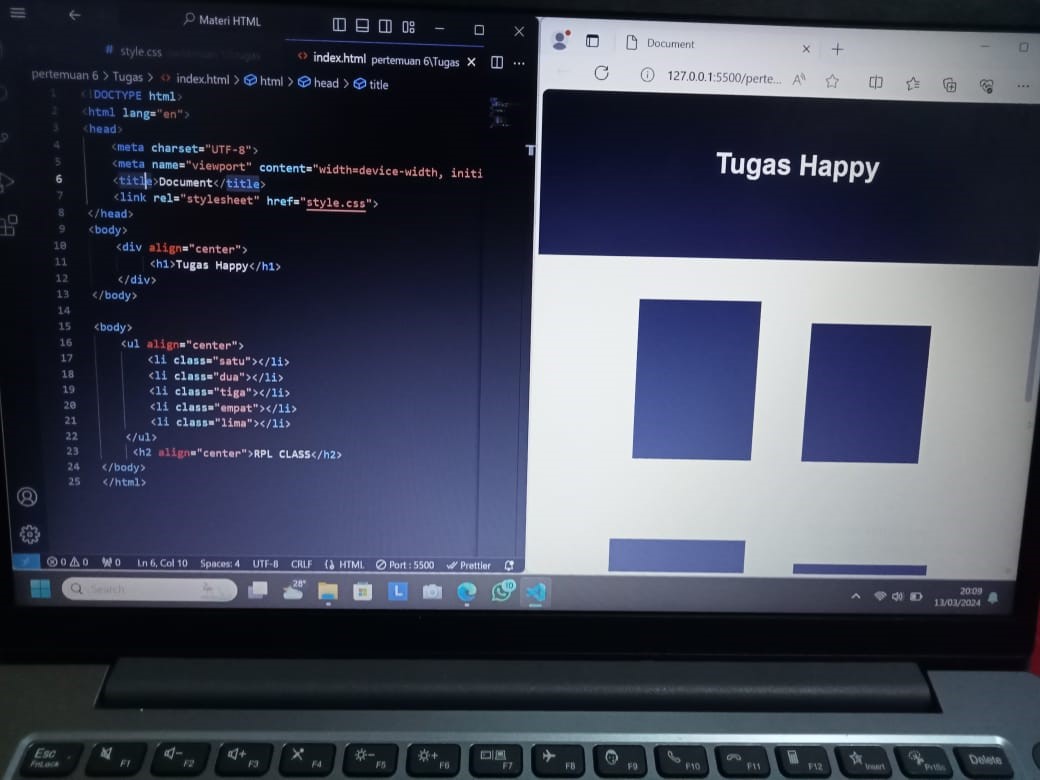 Materi HTML
# style.css
index.html pertemuan 6\Tugas
pertemuan 6 > Tugas > <> index.html > html > head > title
1 <!DOCTYPE html>
2 <html lang="en">
3 <head>
4 <meta charset="UTF-8">
5 <meta name="viewport" content="width=device-width, initi
6 <title>Document</title>
7 <link rel="stylesheet" href="style.css">
8 </head>
9 <body>
10 <div align="center">
11 <h1>Tugas Happy</h1>
12 </div>
13 </body>
14
15 <body>
16 <ul align="center">
17 <li class="satu"></li>
18 <li class="dua"></li>
19 <li class="tiga"></li>
20 <li class="empat"></li>
21 <li class="lima"></li>
22 </ul>
23 <h2 align="center">RPL CLASS</h2>
24 </body>
25 </html>
0 0 0 Ln 6, Col 10 Spaces: 4 UTF-8 CRLF HTML Port : 5500 Prettier
Document
127.0.0.1:5500/perte...
Tugas Happy
Search
28°
L
10
20:09
13/03/2024
Esc
FnLock
F1
F2
F3
F4
F5
F6
F7
F8
F9
F10
F11
F12
Insert
PrtSc
Delete